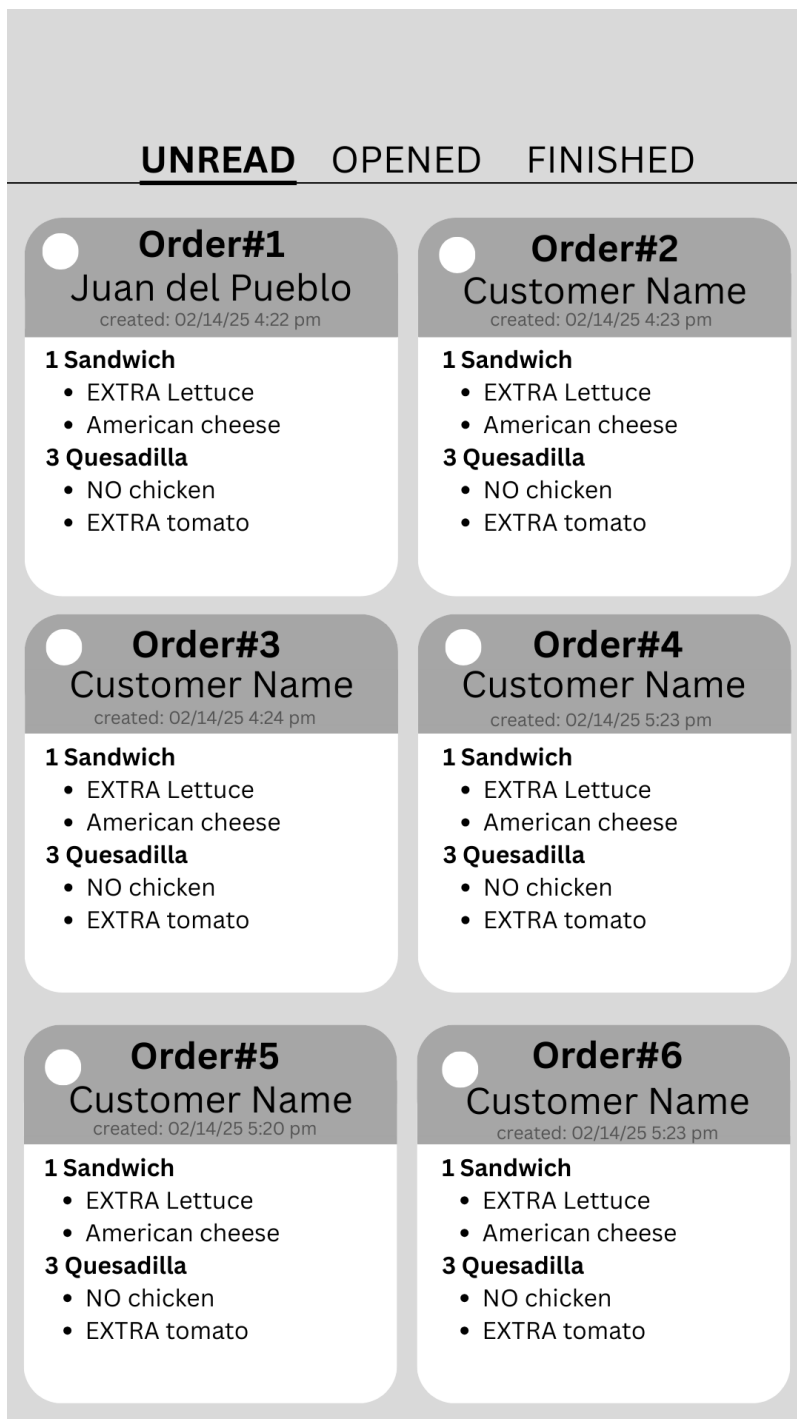 UNREAD OPENED FINISHED
Order#1
Juan del Pueblo
created: 02/14/25 4:22 pm
1 Sandwich
• EXTRA Lettuce
• American cheese
3 Quesadilla
• NO chicken
• EXTRA tomato
Order#2
Customer Name
created: 02/14/25 4:23 pm
1 Sandwich
• EXTRA Lettuce
• American cheese
3 Quesadilla
• NO chicken
• EXTRA tomato
Order#3
Customer Name
created: 02/14/25 4:24 pm
1 Sandwich
• EXTRA Lettuce
• American cheese
3 Quesadilla
• NO chicken
• EXTRA tomato
Order#4
Customer Name
created: 02/14/25 5:23 pm
1 Sandwich
• EXTRA Lettuce
• American cheese
3 Quesadilla
• NO chicken
• EXTRA tomato
Order#5
Customer Name
created: 02/14/25 5:20 pm
1 Sandwich
• EXTRA Lettuce
• American cheese
3 Quesadilla
• NO chicken
• EXTRA tomato
Order#6
Customer Name
created: 02/14/25 5:23 pm
1 Sandwich
• EXTRA Lettuce
• American cheese
3 Quesadilla
• NO chicken
• EXTRA tomato